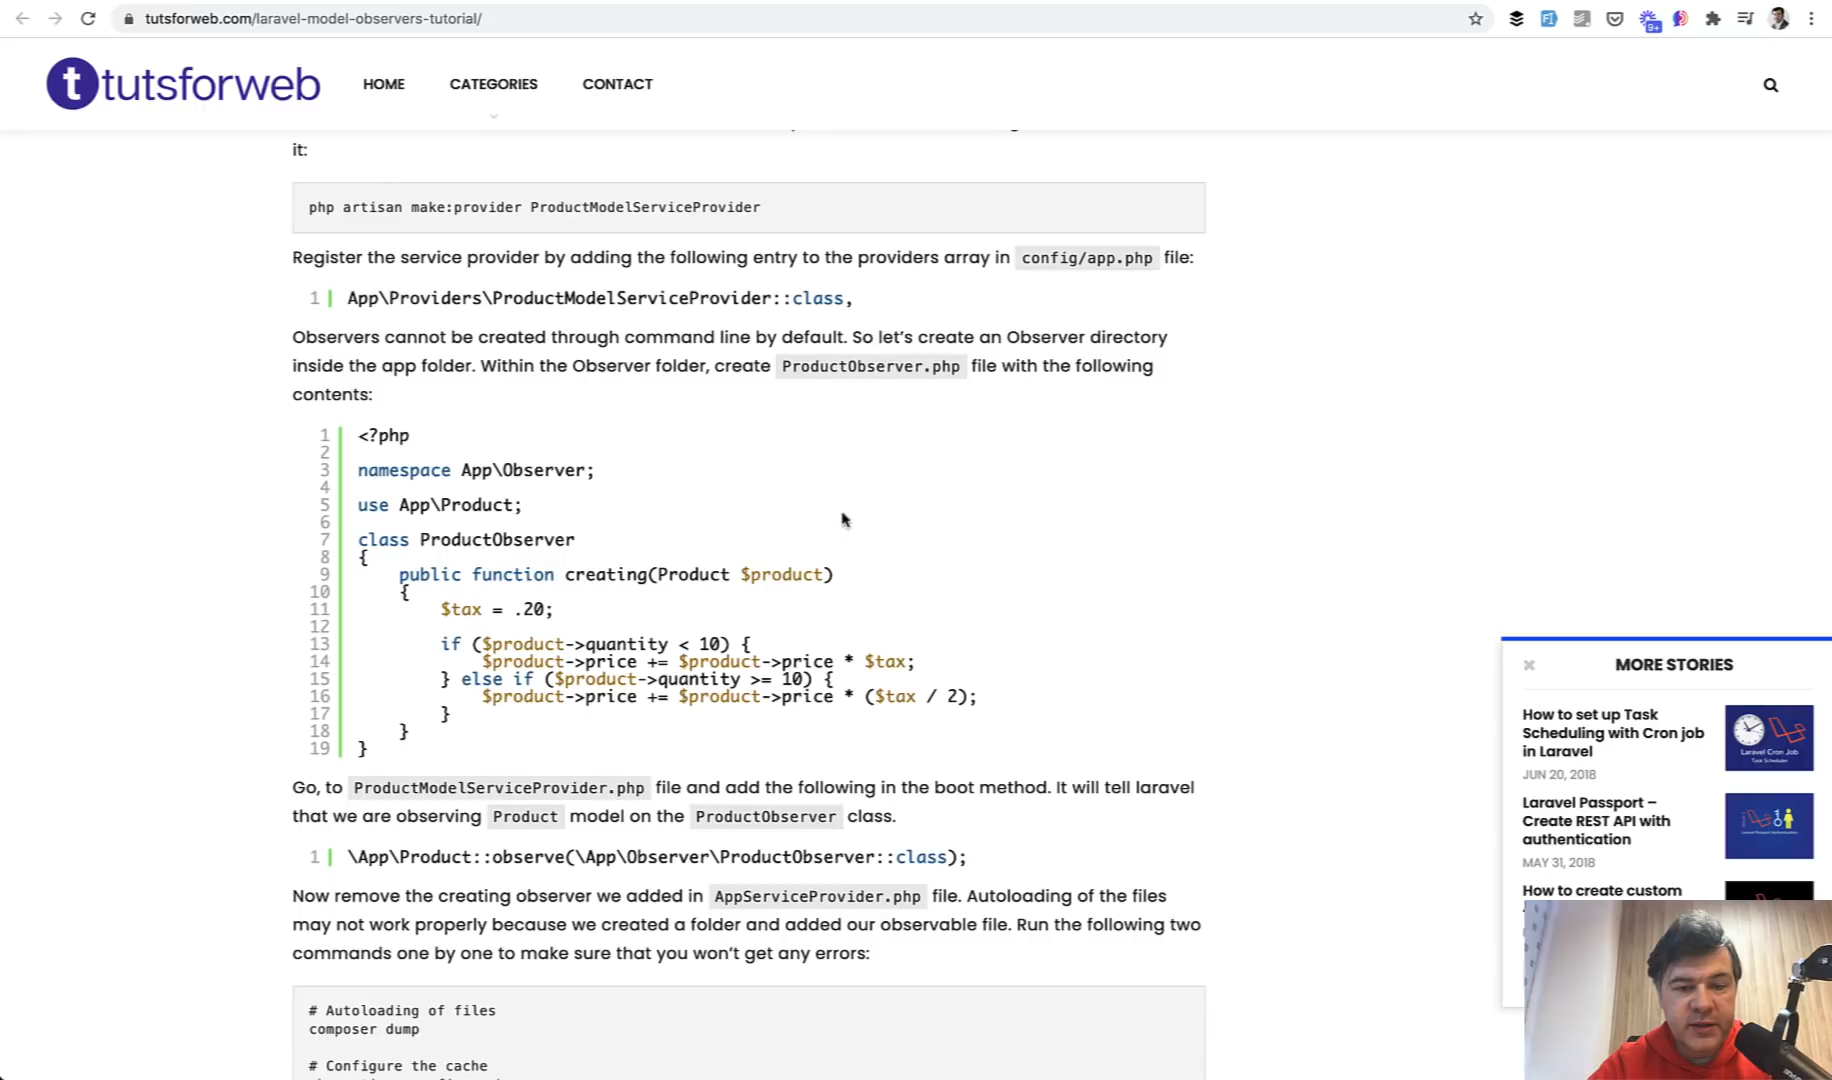 tutsforweb.com/laravel-model-observers-tutorial/
9+
tutsforweb
HOME
CATEGORIES
CONTACT
it:
php artisan make:provider ProductModelServiceProvider
Register the service provider by adding the following entry to the providers array in config/app.php file:
1 App\Providers\ProductModelServiceProvider::class,
Observers cannot be created through command line by default. So let's create an Observer directory
inside the app folder. Within the Observer folder, create ProductObserver.php file with the following
contents:
1 <?php
2
3 namespace App\Observer;
4
5 use App\Product;
6
7 class ProductObserver
8 {
9 public function creating(Product $product)
10 {
11 $tax = .20;
12
13 if ($product->quantity < 10) {
14 $product->price += $product->price * $tax;
15 } else if ($product->quantity >= 10) {
16 $product->price += $product->price * ($tax / 2);
17 }
18 }
19 }
Go, to ProductModelServiceProvider.php file and add the following in the boot method. It will tell laravel
that we are observing Product model on the ProductObserver class.
1 \App\Product::observe(\App\Observer\ProductObserver::class);
Now remove the creating observer we added in AppServiceProvider.php file. Autoloading of the files
may not work properly because we created a folder and added our observable file. Run the following two
commands one by one to make sure that you won't get any errors:
# Autoloading of files
composer dump
# Configure the cache
MORE STORIES
How to set up Task
Scheduling with Cron job
in Laravel
JUN 20, 2018
Laravel Cron Job
Task Scheduler
Laravel Passport –
Create REST API with
authentication
MAY 31, 2018
How to create custom